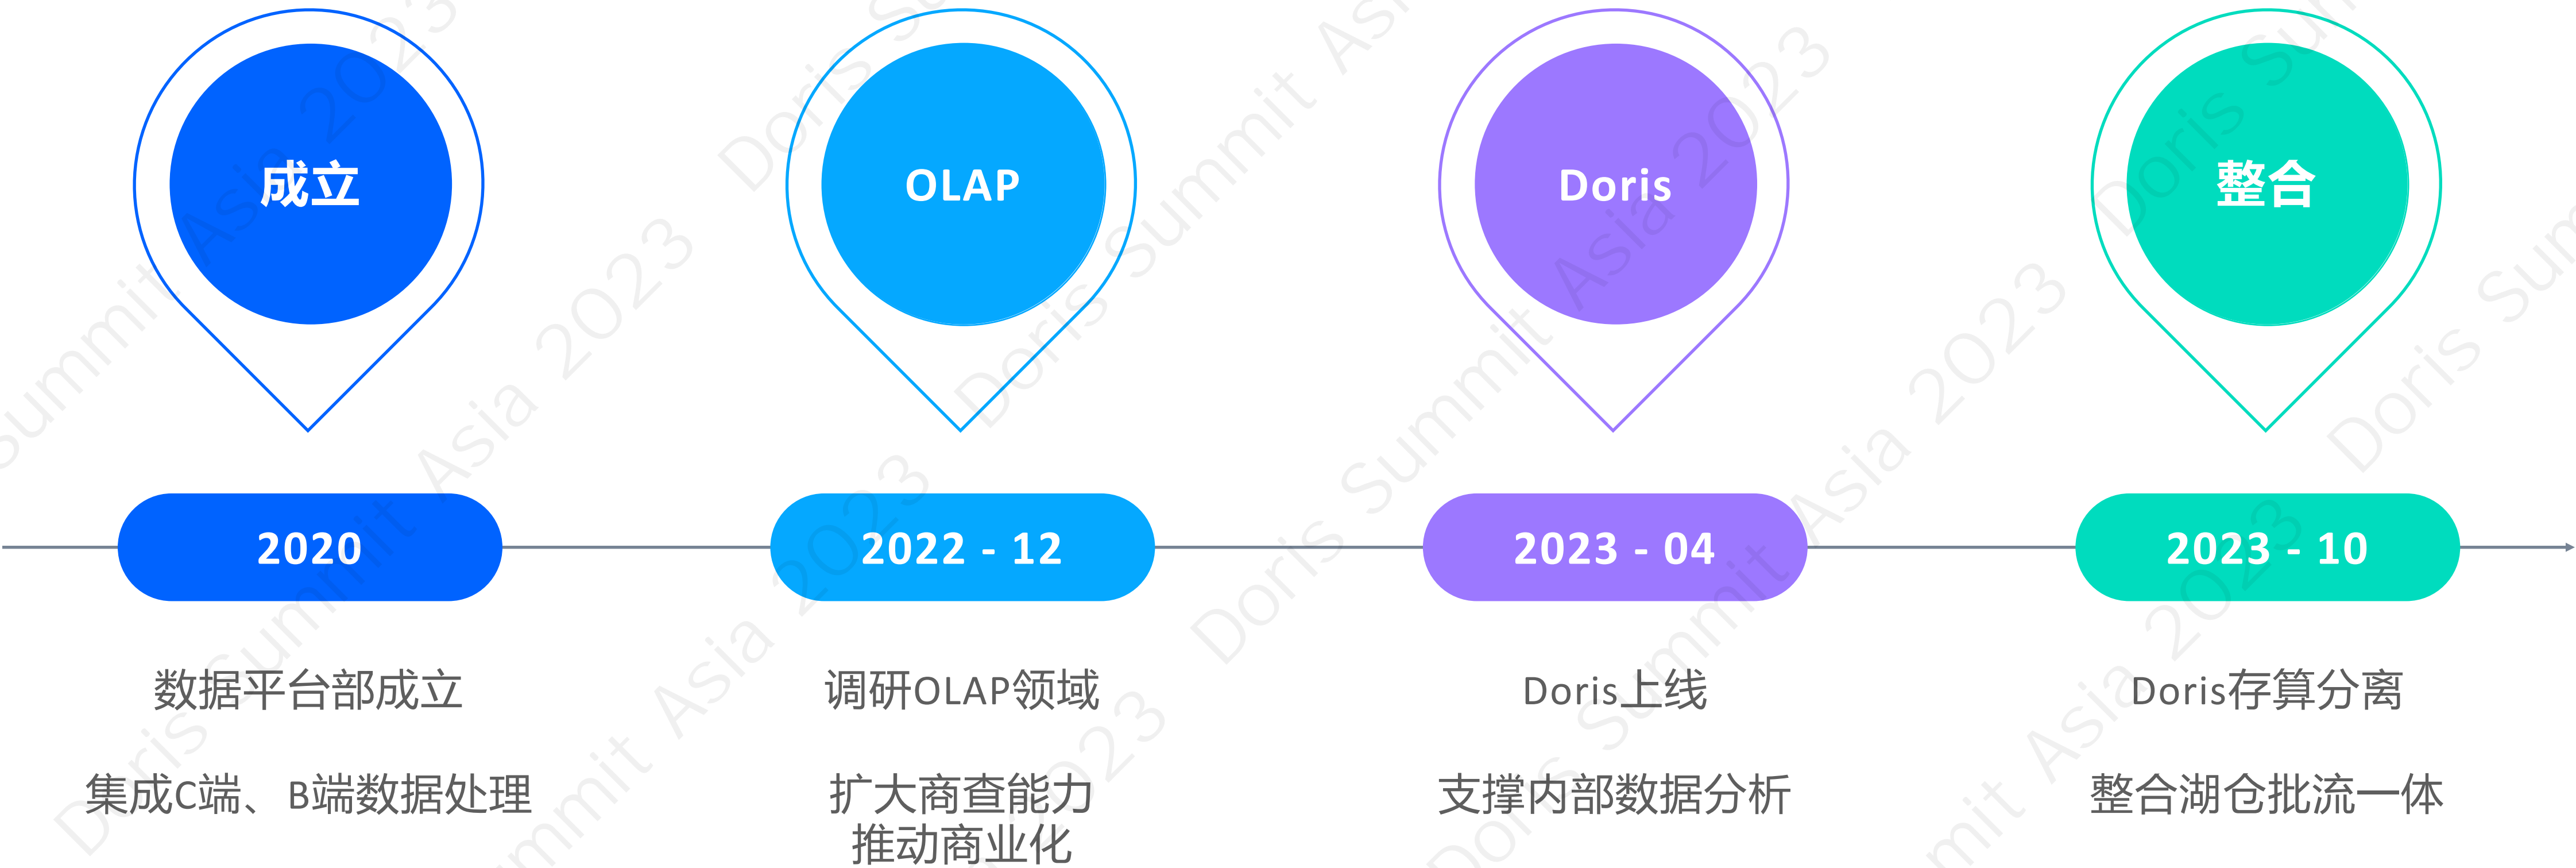 成立
OLAP
Doris
整合
2020
2022 - 12
2023 - 04
2023 - 10
数据平台部成立
调研OLAP领域
Doris上线
Doris存算分离
集成C端、B端数据处理
扩大商查能力
推动商业化
支撑内部数据分析
整合湖仓批流一体
Doris Summit Asia 2023